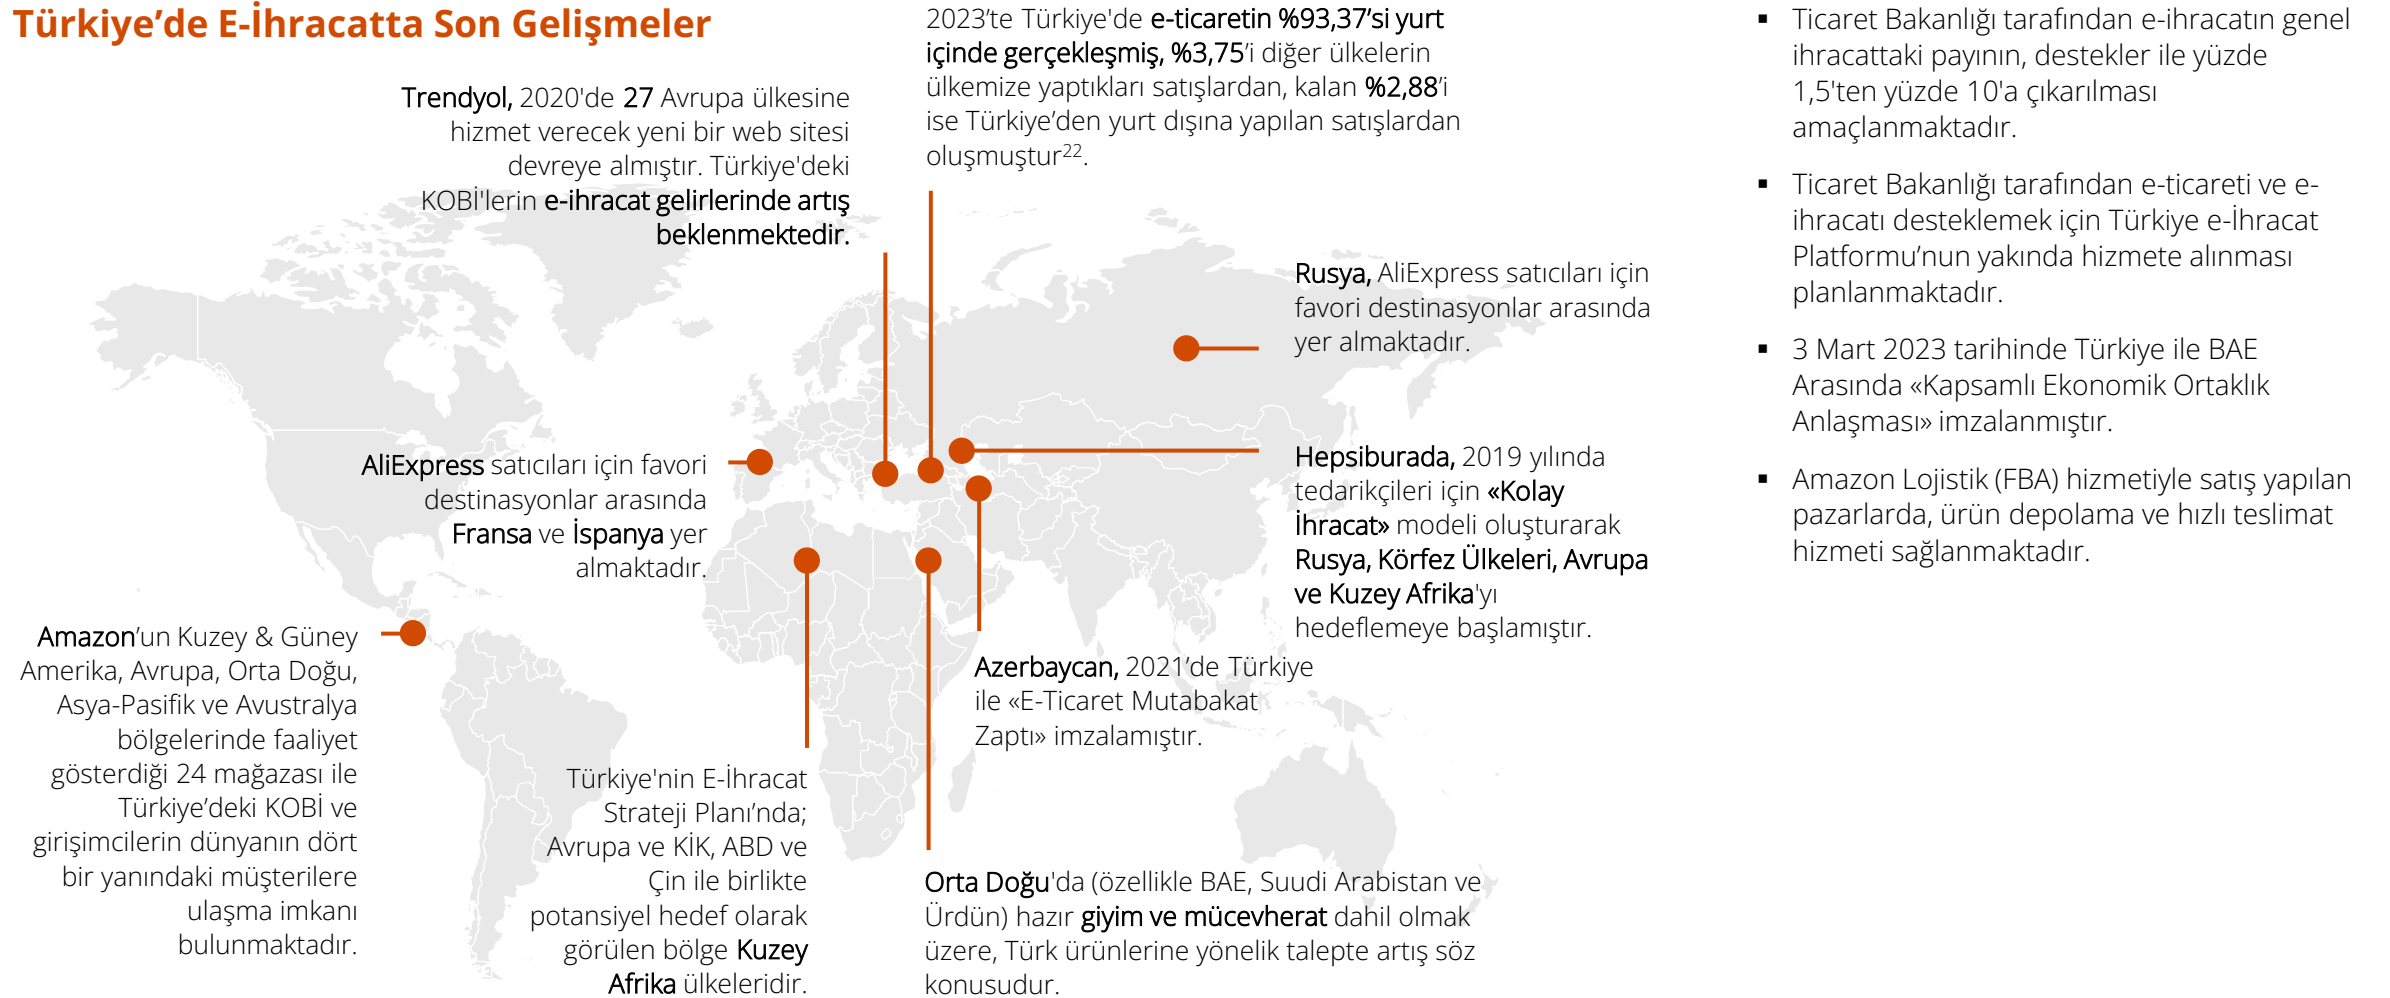 Türkiye’de E-İhracatta Son Gelişmeler
Trendyol, 2020'de 27 Avrupa ülkesine
hizmet verecek yeni bir web sitesi
devreye almıştır. Türkiye'deki
KOBİ'lerin e-ihracat gelirlerinde artış
beklenmektedir.
2023’te Türkiye'de e-ticaretin %93,37’si yurt
içinde gerçekleşmiş, %3,75’i diğer ülkelerin
ülkemize yaptıkları satışlardan, kalan %2,88’i
ise Türkiye’den yurt dışına yapılan satışlardan
oluşmuştur22.
Rusya, AliExpress satıcıları için
favori destinasyonlar arasında
yer almaktadır.
AliExpress satıcıları için favori
destinasyonlar arasında
Fransa ve İspanya yer
almaktadır.
Hepsiburada, 2019 yılında
tedarikçileri için «Kolay
İhracat» modeli oluşturarak
Rusya, Körfez Ülkeleri, Avrupa
ve Kuzey Afrika'yı
hedeflemeye başlamıştır.
Amazon’un Kuzey & Güney
Amerika, Avrupa, Orta Doğu,
Asya-Pasifik ve Avustralya
bölgelerinde faaliyet
gösterdiği 24 mağazası ile
Türkiye’deki KOBİ ve
girişimcilerin dünyanın dört
bir yanındaki müşterilere
ulaşma imkanı
bulunmaktadır.
Azerbaycan, 2021’de Türkiye
ile «E-Ticaret Mutabakat
Zaptı» imzalamıştır.
Türkiye'nin E-İhracat
Strateji Planı’nda;
Avrupa ve KİK, ABD ve
Çin ile birlikte
potansiyel hedef olarak
görülen bölge Kuzey
Afrika ülkeleridir.
Orta Doğu'da (özellikle BAE, Suudi Arabistan ve
Ürdün) hazır giyim ve mücevherat dahil olmak
üzere, Türk ürünlerine yönelik talepte artış söz
konusudur.
▪ Ticaret Bakanlığı tarafından e-ihracatın genel
ihracattaki payının, destekler ile yüzde
1,5'ten yüzde 10'a çıkarılması
amaçlanmaktadır.
▪ Ticaret Bakanlığı tarafından e-ticareti ve e-
ihracatı desteklemek için Türkiye e-İhracat
Platformu’nun yakında hizmete alınması
planlanmaktadır.
▪ 3 Mart 2023 tarihinde Türkiye ile BAE
Arasında «Kapsamlı Ekonomik Ortaklık
Anlaşması» imzalanmıştır.
▪ Amazon Lojistik (FBA) hizmetiyle satış yapılan
pazarlarda, ürün depolama ve hızlı teslimat
hizmeti sağlanmaktadır.